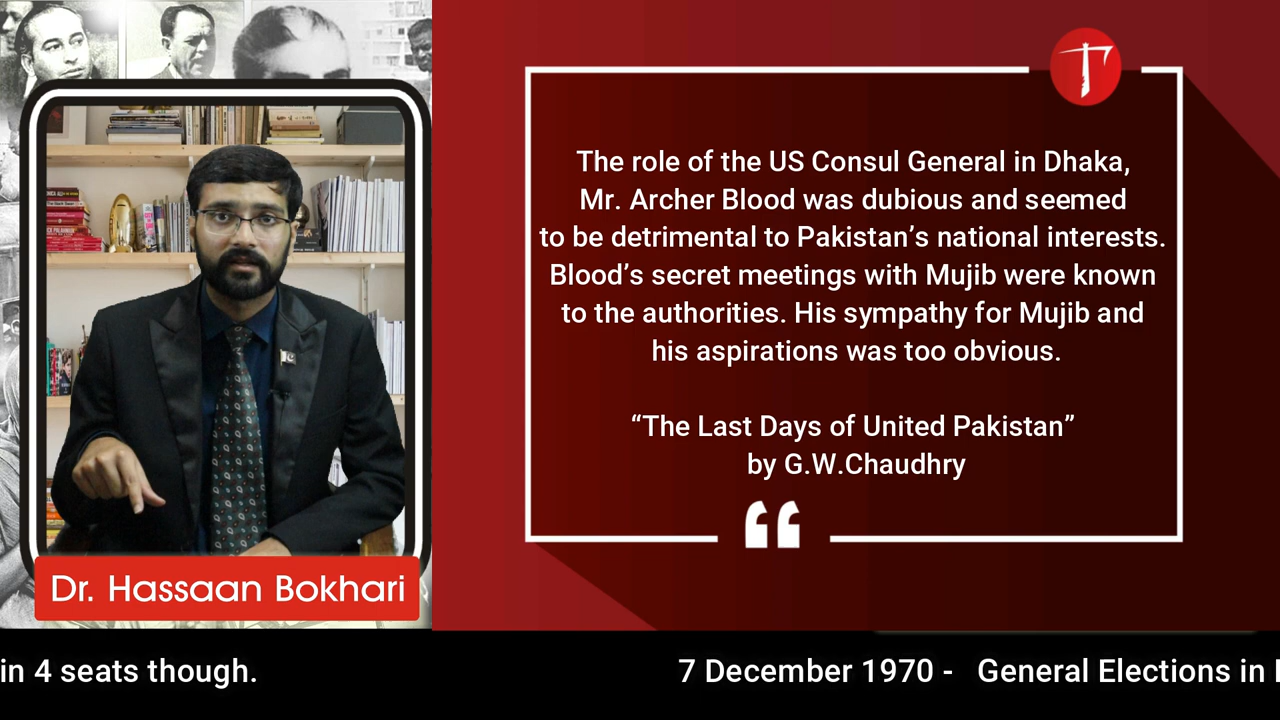 The role of the US Consul General in Dhaka,
Mr. Archer Blood was dubious and seemed
to be detrimental to Pakistan’s national interests.
Blood’s secret meetings with Mujib were known
to the authorities. His sympathy for Mujib and
his aspirations was too obvious.
“The Last Days of United Pakistan”
by G.W.Chaudhry
Dr. Hassaan Bokhari
in 4 seats though.
7 December 1970 - General Elections in